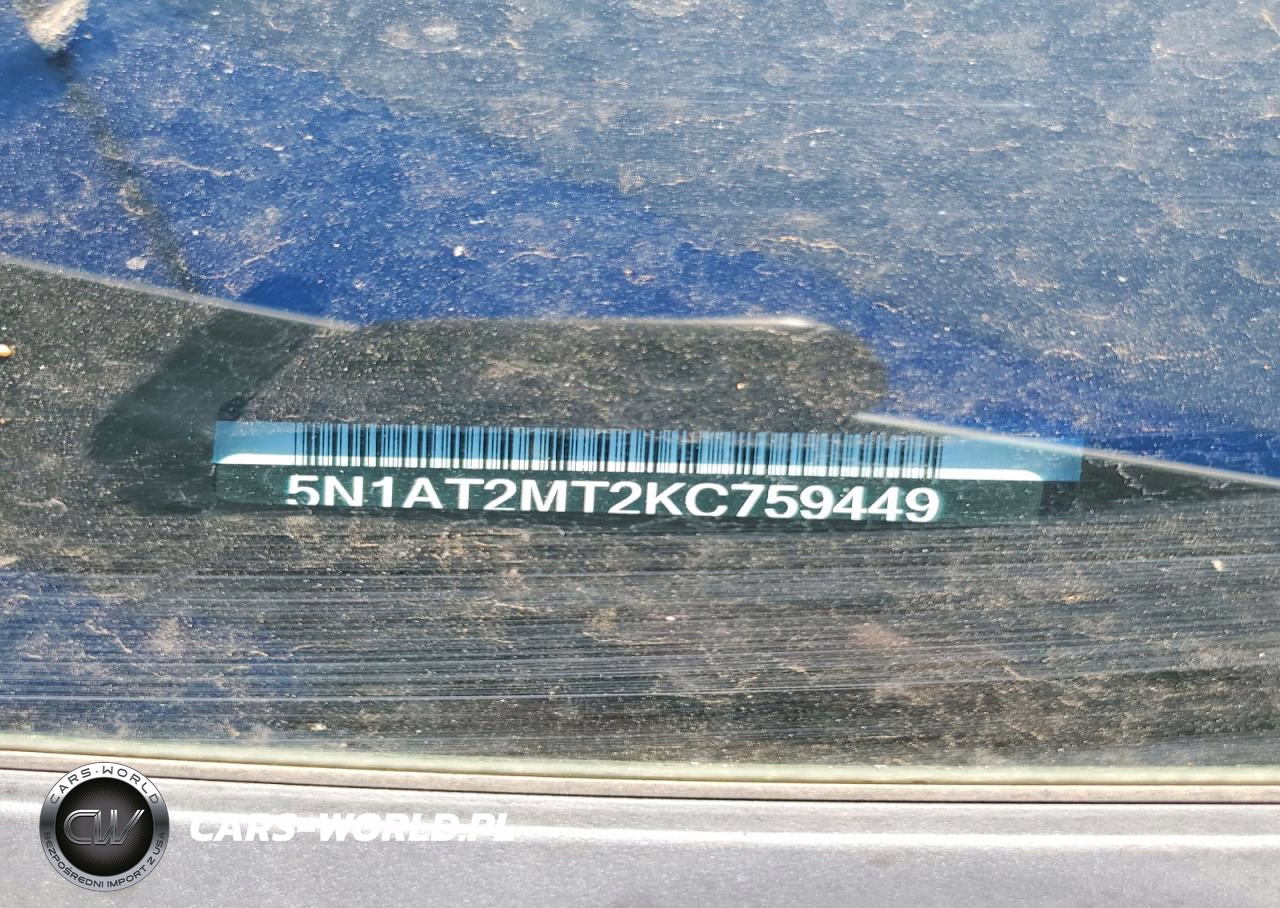 5N1AT2MT2KC759449
CARS-WORLD
CW
BEZPOŚREDNI IMPORT Z USA
CARS-WORLD.PL